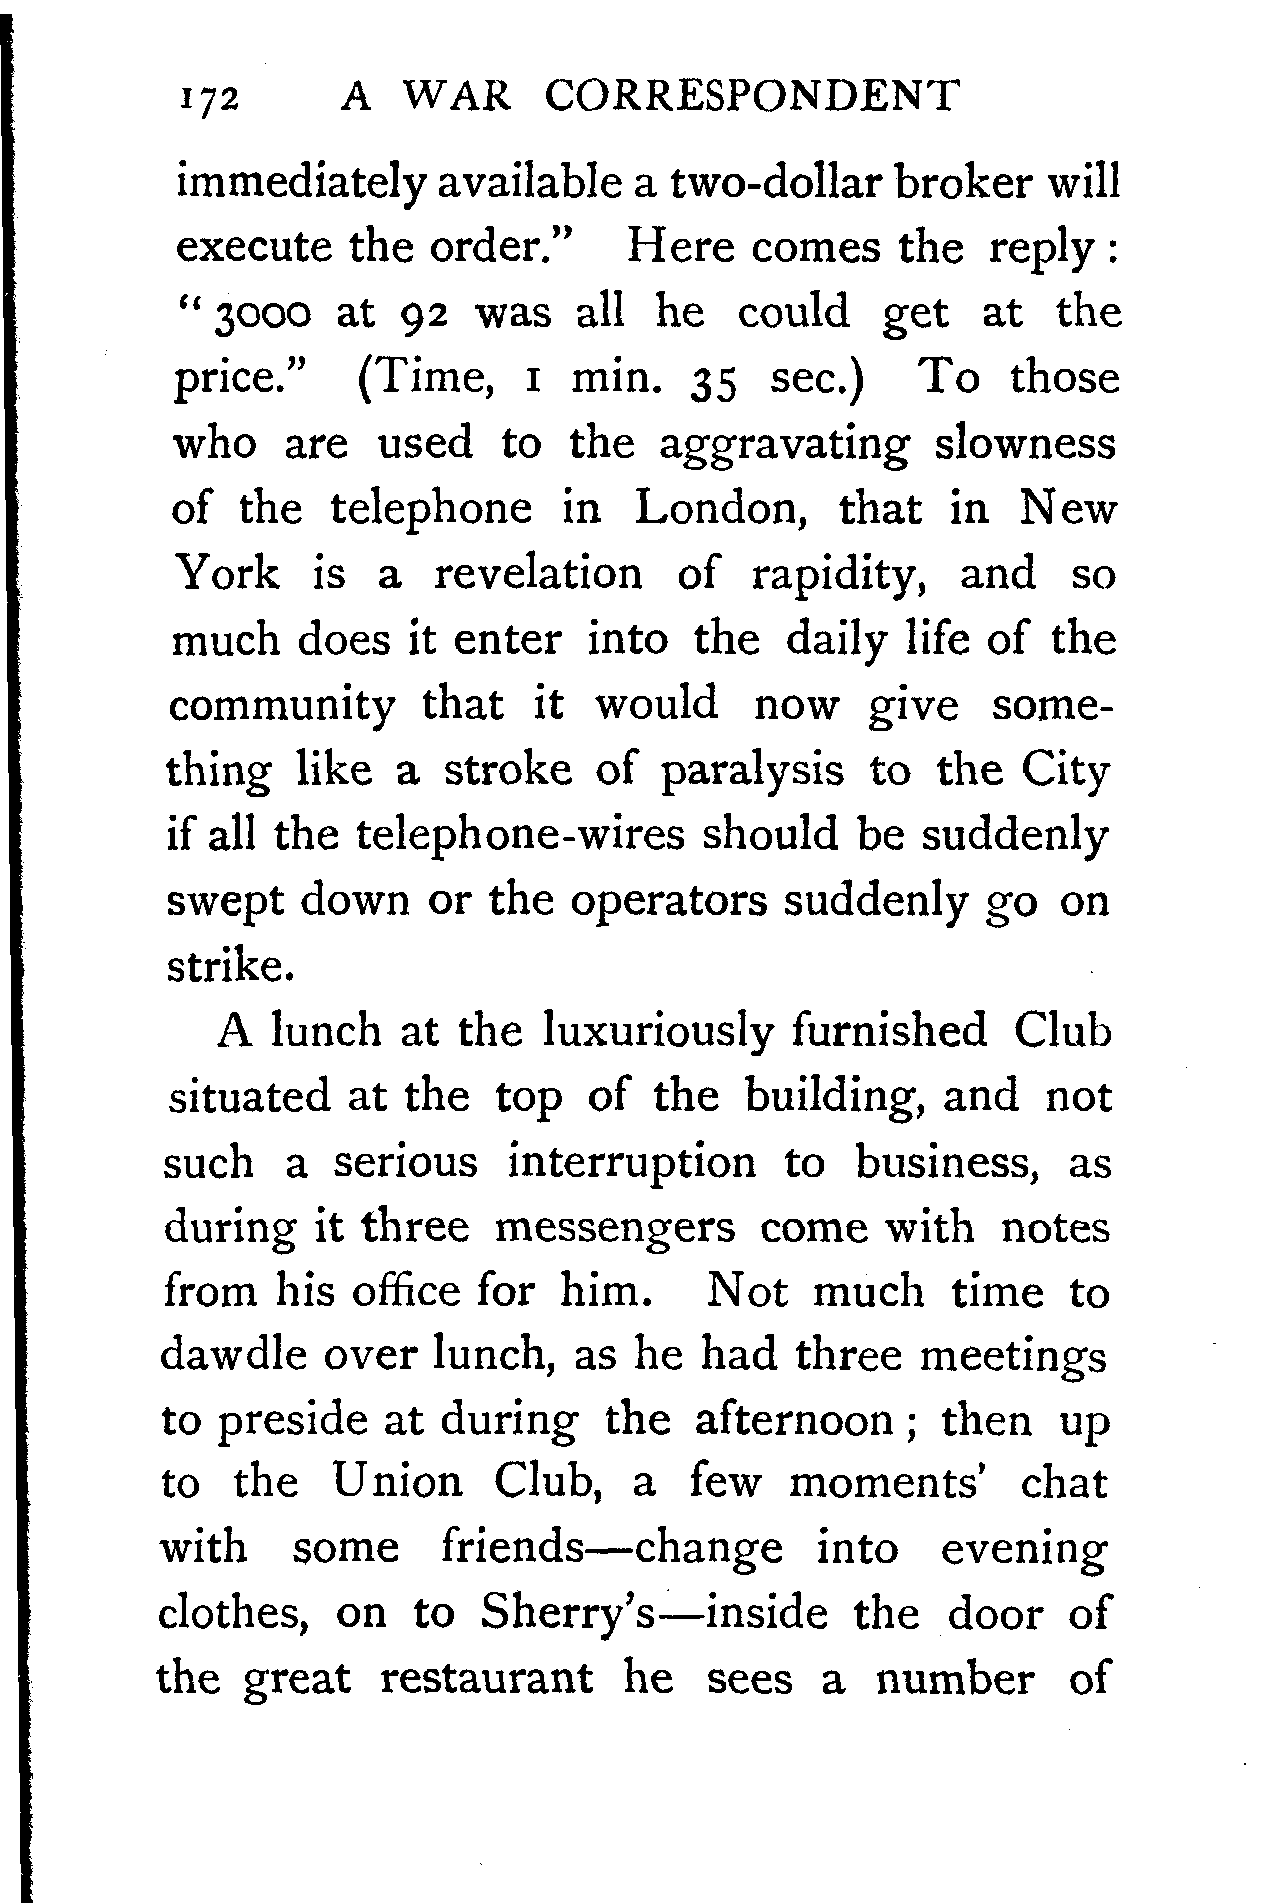 172 A WAR CORRESPONDENT
immediately available a two-dollar broker will
execute the order.” Here comes the reply :
“ 3000 at 92 was all he could get at the
price.” (Time, 1 min. 35 sec.) To those
who are used to the aggravating slowness
of the telephone in London, that in New
York is a revelation of rapidity, and so
much does it enter into the daily life of the
community that it would now give some-
thing like a stroke of paralysis to the City
if all the telephone-wires should be suddenly
swept down or the operators suddenly go on
strike.
A lunch at the luxuriously furnished Club
situated at the top of the building, and not
such a serious interruption to business, as
during it three messengers come with notes
from his office for him. Not much time to
dawdle over lunch, as he had three meetings
to preside at during the afternoon ; then up
to the Union Club, a few moments’ chat
with some friends—change into evening
clothes, on to Sherry’s—inside the door of
the great restaurant he sees a number of